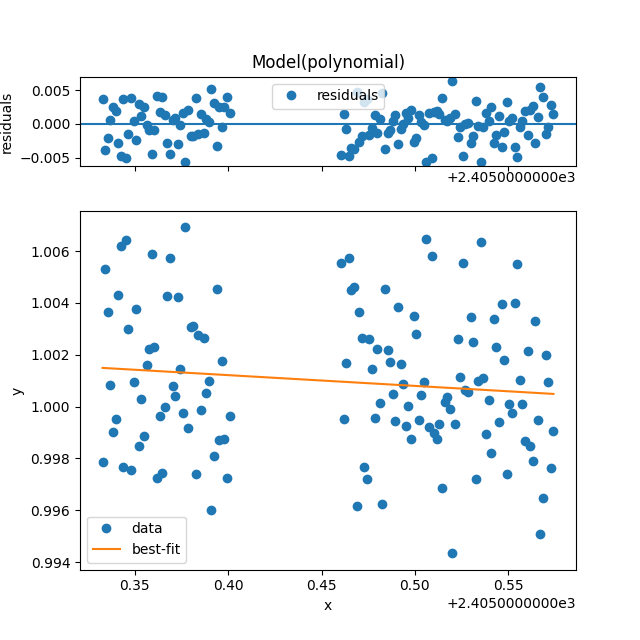 Model(polynomial)
residuals
0.005
0.000
−0.005
residuals
+2.4050000000e3
y
1.006
1.004
1.002
1.000
0.998
0.996
0.994
data
best-fit
0.35 0.40 0.45 0.50 0.55
x
+2.4050000000e3